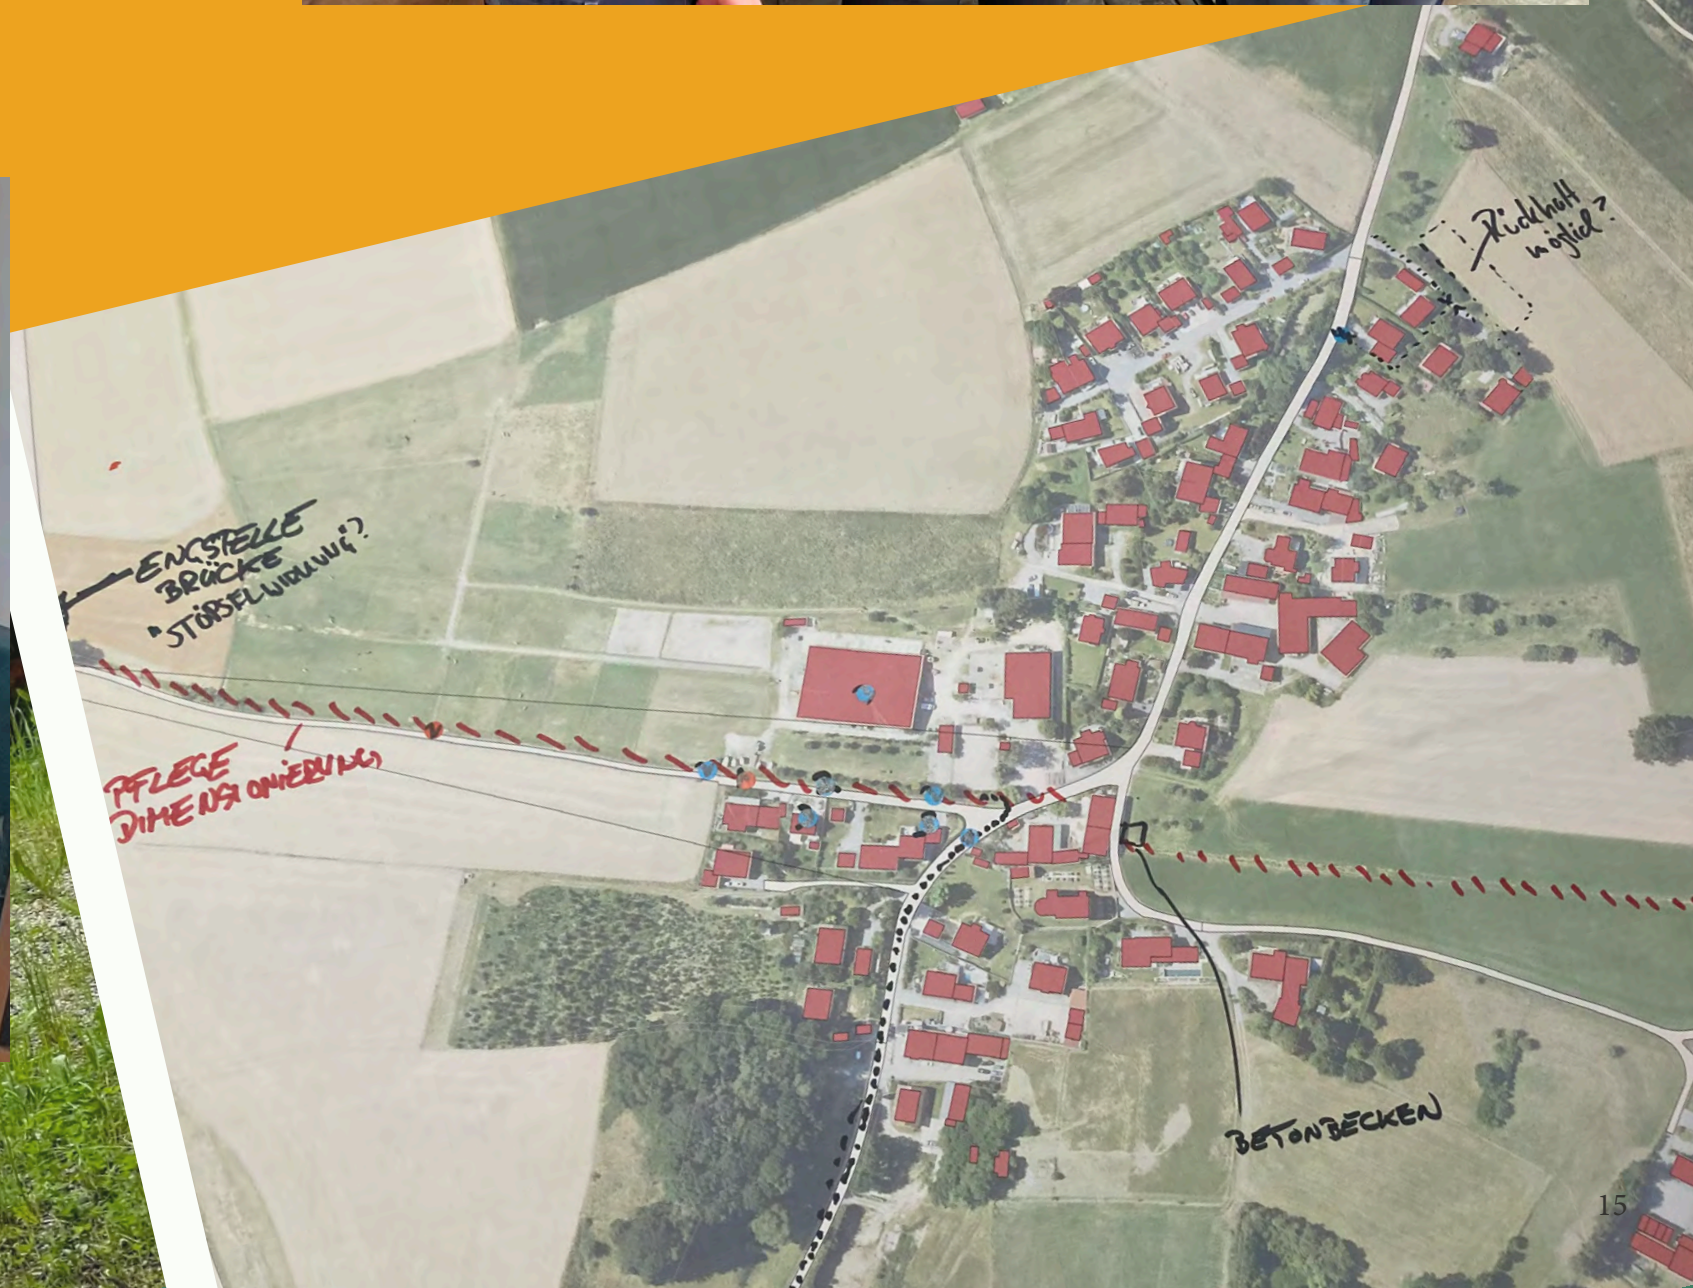 Rückhalt
möglich?
ENGSTELLE
BRÜCKE
"STÖPSELWIRKUNG"?
PFLEGE
DIMENSIONIERUNG
BETONBECKEN
15